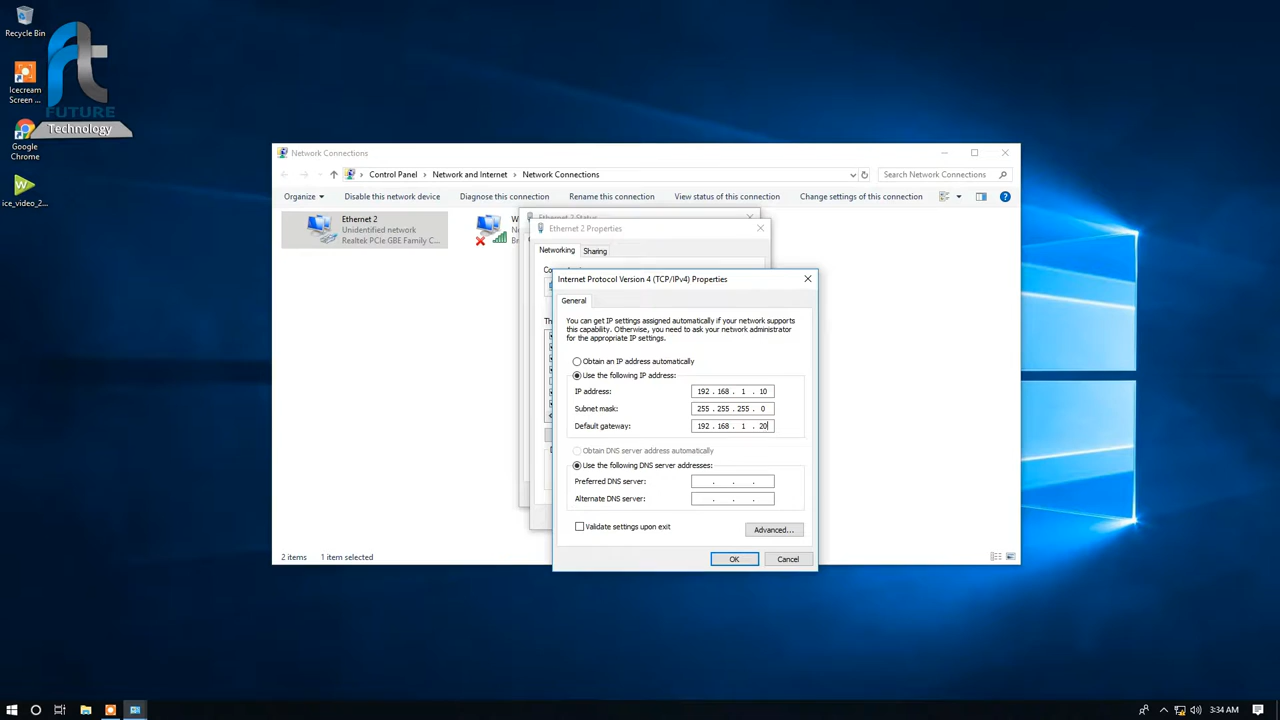 Recycle Bin
Icecream
Screen ...
FUTURE
Technology
Google
Chrome
ice_video_2...
Network Connections
Control Panel
Network and Internet
Network Connections
Search Network Connections
Organize
Disable this network device
Diagnose this connection
Rename this connection
View status of this connection
Change settings of this connection
Ethernet 2
Unidentified network
Realtek PCIe GBE Family C...
Ethernet 2 Status
Ethernet 2 Properties
Networking
Sharing
Internet Protocol Version 4 (TCP/IPv4) Properties
General
You can get IP settings assigned automatically if your network supports
this capability. Otherwise, you need to ask your network administrator
for the appropriate IP settings.
Obtain an IP address automatically
Use the following IP address:
IP address: 192 . 168 . 1 . 10
Subnet mask: 255 . 255 . 255 . 0
Default gateway: 192 . 168 . 1 . 20
Obtain DNS server address automatically
Use the following DNS server addresses:
Preferred DNS server: . . .
Alternate DNS server: . . .
Validate settings upon exit
Advanced...
OK
Cancel
2 items
1 item selected
3:34 AM